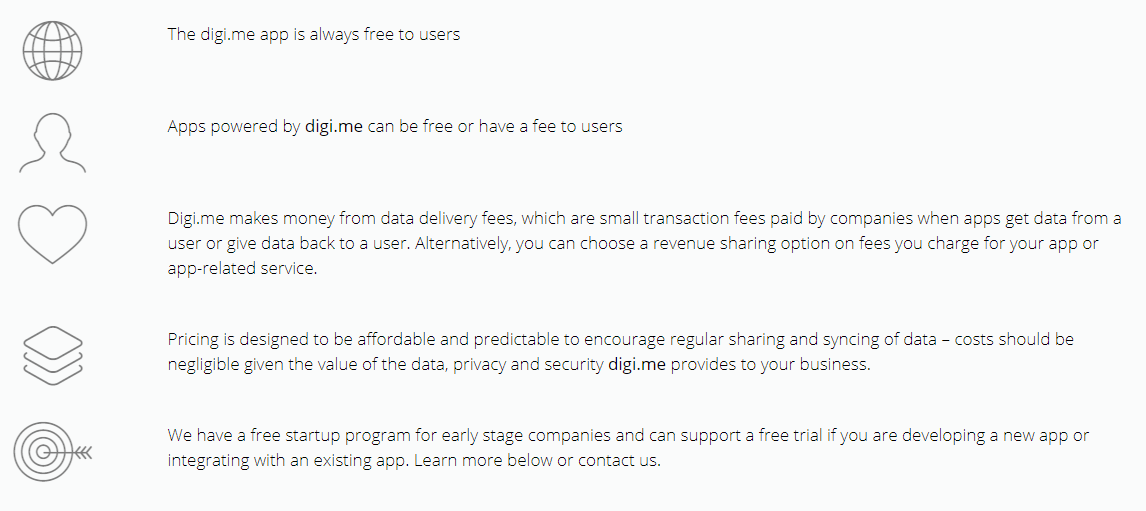 The digi.me app is always free to users
Apps powered by digi.me can be free or have a fee to users
Digi.me makes money from data delivery fees, which are small transaction fees paid by companies when apps get data from a
user or give data back to a user. Alternatively, you can choose a revenue sharing option on fees you charge for your app or
app-related service.
Pricing is designed to be affordable and predictable to encourage regular sharing and syncing of data – costs should be
negligible given the value of the data, privacy and security digi.me provides to your business.
We have a free startup program for early stage companies and can support a free trial if you are developing a new app or
integrating with an existing app. Learn more below or contact us.